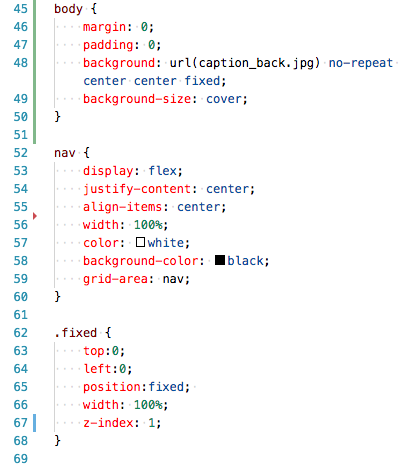 45 body {
46 margin: 0;
47 padding: 0;
48 background: url(caption_back.jpg) no-repeat
center center fixed;
49 background-size: cover;
50 }
51
52 nav {
53 display: flex;
54 justify-content: center;
55 align-items: center;
56 width: 100%;
57 color: white;
58 background-color: black;
59 grid-area: nav;
60 }
61
62 .fixed {
63 top:0;
64 left:0;
65 position:fixed;
66 width: 100%;
67 z-index: 1;
68 }
69